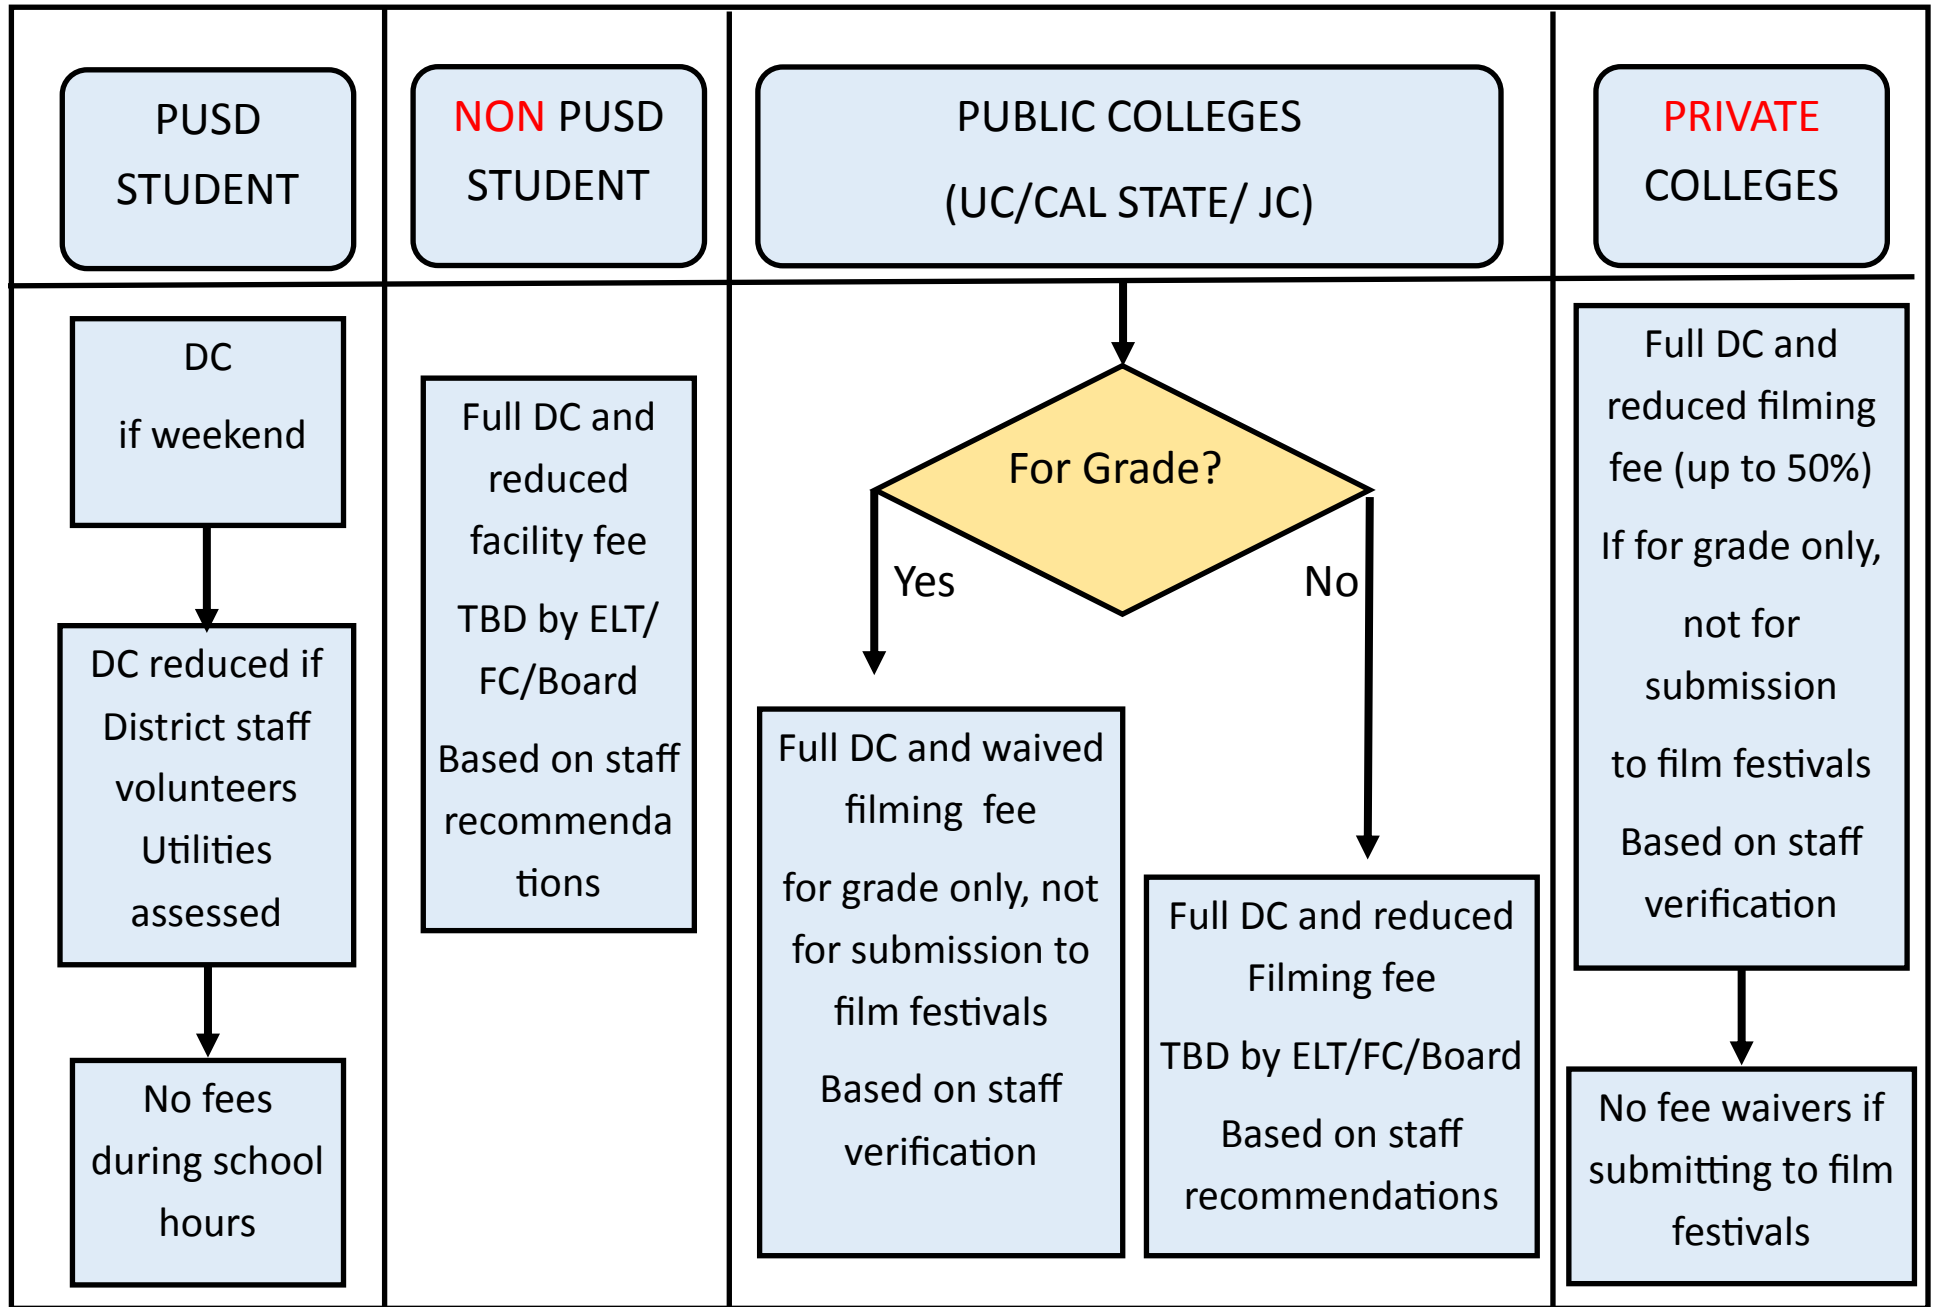 PUSD
STUDENT
NON PUSD
STUDENT
PUBLIC COLLEGES
(UC/CAL STATE/ JC)
PRIVATE
COLLEGES
DC
if weekend
DC reduced if
District staff
volunteers
Utilities
assessed
No fees
during school
hours
Full DC and
reduced
facility fee
TBD by ELT/
FC/Board
Based on staff
recommenda
tions
For Grade?
Yes
No
Full DC and waived
filming  fee
for grade only, not
for submission to
film festivals
Based on staff
verification
Full DC and reduced
Filming fee
TBD by ELT/FC/Board
Based on staff
recommendations
Full DC and
reduced filming
fee (up to 50%)
If for grade only,
not for
submission
to film festivals
Based on staff
verification
No fee waivers if
submitting to film
festivals